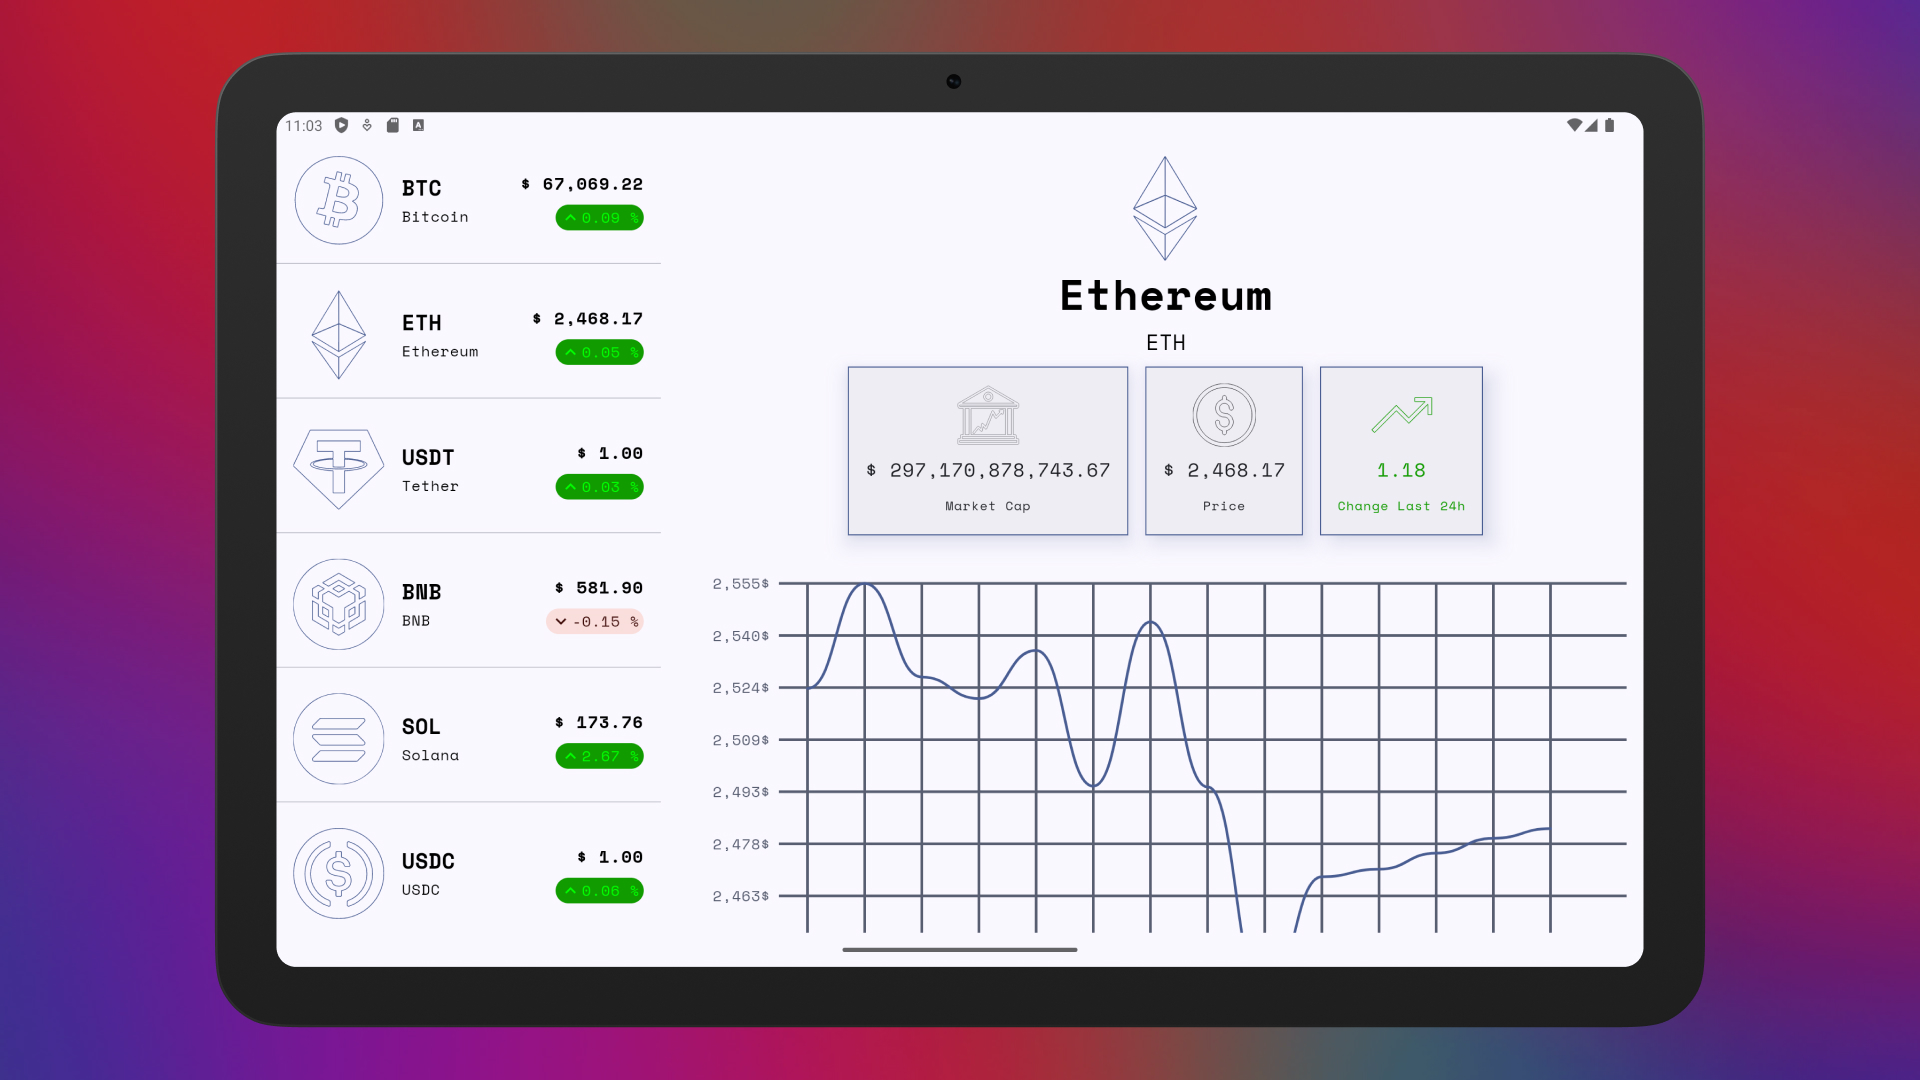 11:03
BTC
$ 67,069.22
Bitcoin
0.09 %
ETH
$ 2,468.17
Ethereum
0.05 %
USDT
$ 1.00
Tether
0.03 %
BNB
$ 581.90
BNB
-0.15 %
SOL
$ 173.76
Solana
2.67 %
USDC
$ 1.00
USDC
0.06 %
Ethereum
ETH
$ 297,170,878,743.67
Market Cap
$ 2,468.17
Price
1.18
Change Last 24h
2,555$
2,540$
2,524$
2,509$
2,493$
2,478$
2,463$